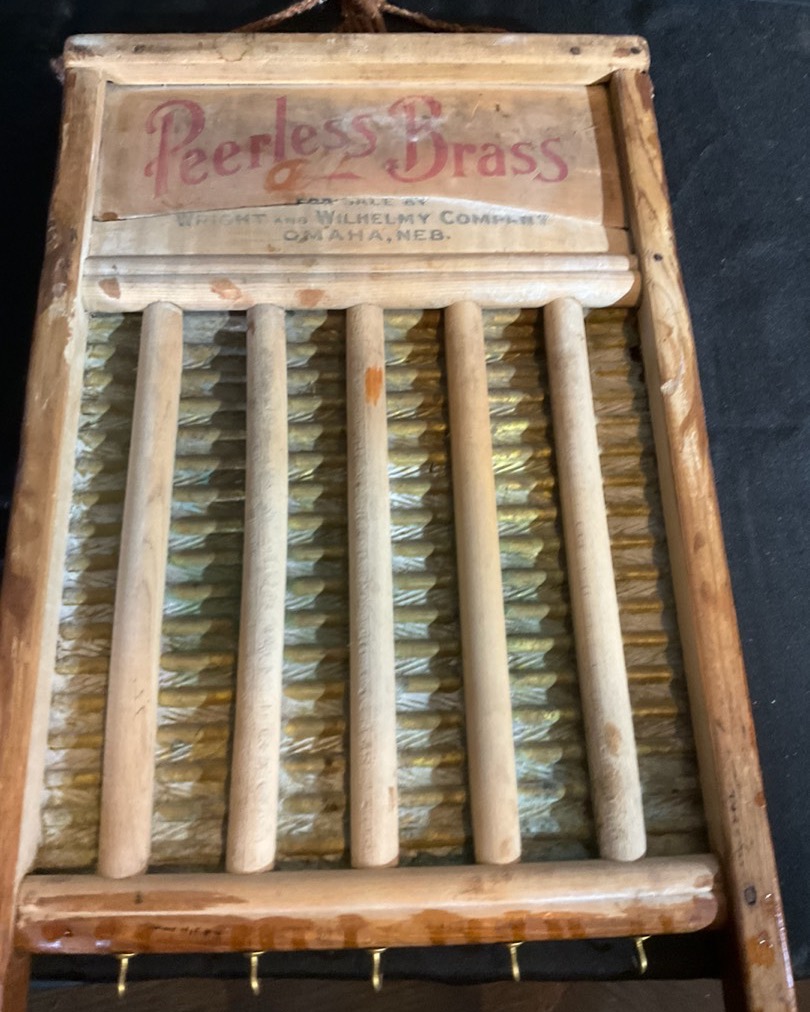 Peerless Brass
FOR SALE BY
WRIGHT AND WILHELMY COMPANY
OMAHA, NEB.